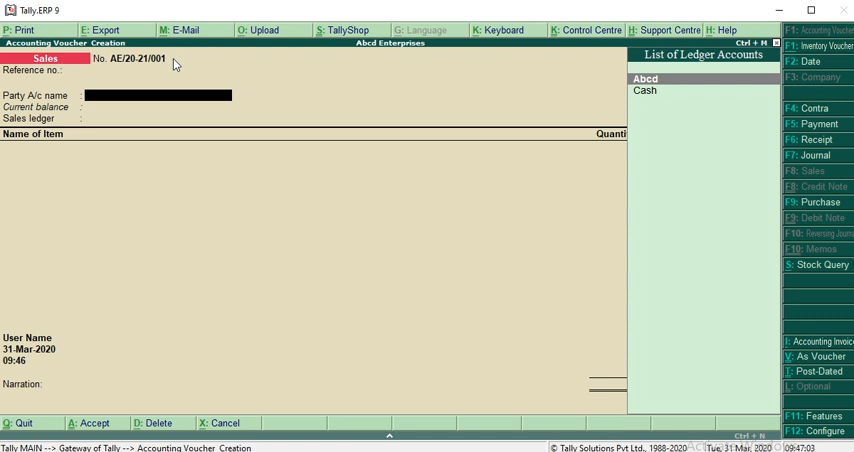 Tally.ERP 9
P: Print
E: Export
M: E-Mail
O: Upload
S: TallyShop
G: Language
K: Keyboard
K: Control Centre
H: Support Centre
H: Help
Accounting Voucher Creation
Abcd Enterprises
Ctrl + M
Sales
No. AE/20-21/001
Reference no.:
Party A/c name :
Current balance :
Sales ledger :
Name of Item
Quanti
List of Ledger Accounts
Abcd
Cash
User Name
31-Mar-2020
09:46
Narration:
F1: Accounting Voucher
F1: Inventory Voucher
F2: Date
F3: Company
F4: Contra
F5: Payment
F6: Receipt
F7: Journal
F8: Sales
F8: Credit Note
F9: Purchase
F9: Debit Note
F10: Reversing Journa
F10: Memos
S: Stock Query
I: Accounting Invoic
V: As Voucher
T: Post-Dated
L: Optional
F11: Features
F12: Configure
Q: Quit
A: Accept
D: Delete
X: Cancel
Ctrl + N
Tally MAIN --> Gateway of Tally --> Accounting Voucher Creation
© Tally Solutions Pvt Ltd., 1988-2020
Tue, 31 Mar, 2020
09:47:03